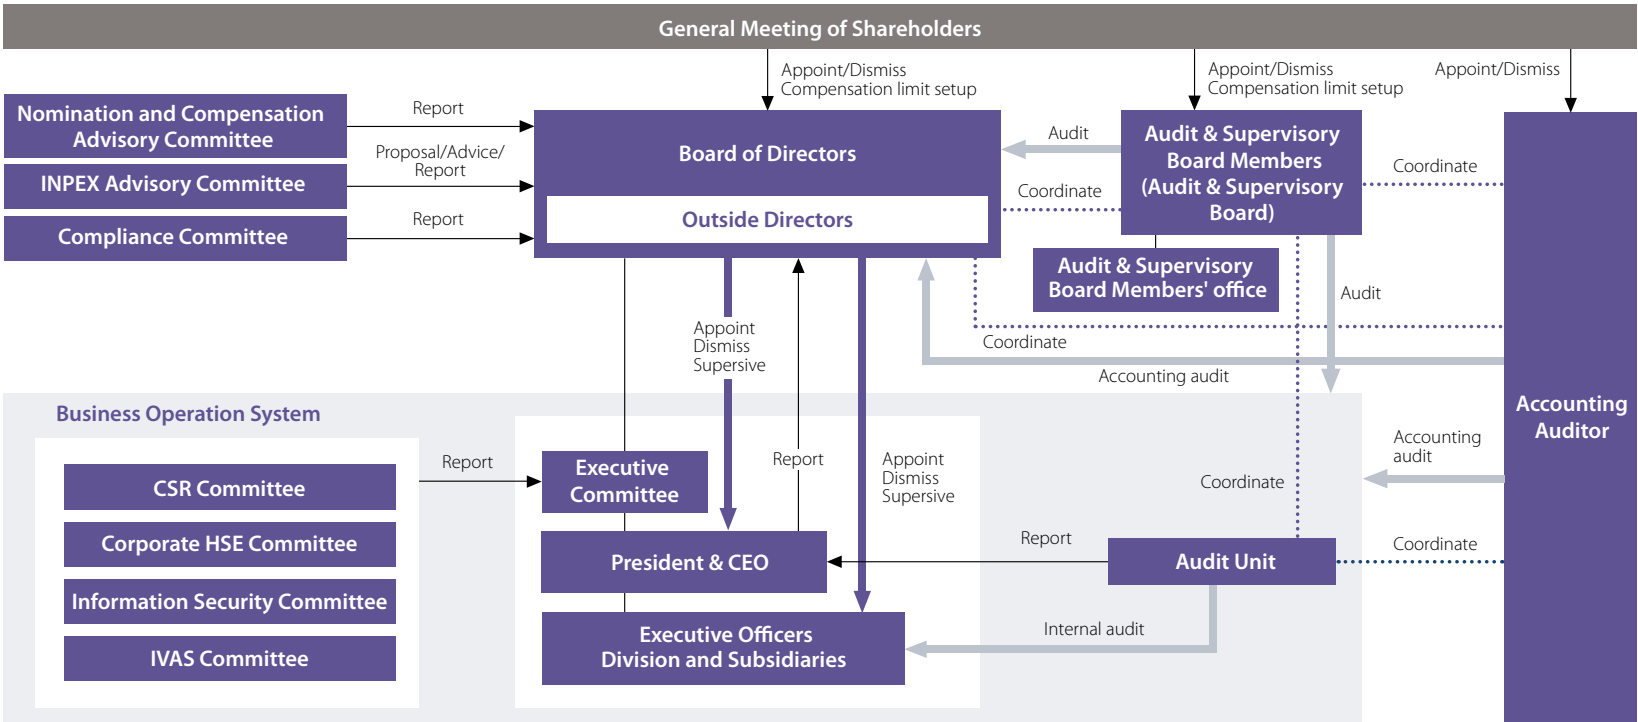 General Meeting of Shareholders
Appoint/Dismiss
Compensation limit setup
Appoint/Dismiss
Compensation limit setup
Appoint/Dismiss
Nomination and Compensation
Advisory Committee
Report
INPEX Advisory Committee
Proposal/Advice/
Report
Compliance Committee
Report
Board of Directors
Outside Directors
Audit
Coordinate
Audit & Supervisory
Board Members
(Audit & Supervisory
Board)
Coordinate
Audit & Supervisory
Board Members' office
Audit
Appoint
Dismiss
Supersive
Coordinate
Accounting audit
Accounting
Auditor
Business Operation System
CSR Committee
Corporate HSE Committee
Information Security Committee
IVAS Committee
Report
Executive
Committee
Report
Appoint
Dismiss
Supersive
Coordinate
Accounting
audit
President & CEO
Report
Audit Unit
Coordinate
Executive Officers
Division and Subsidiaries
Internal audit